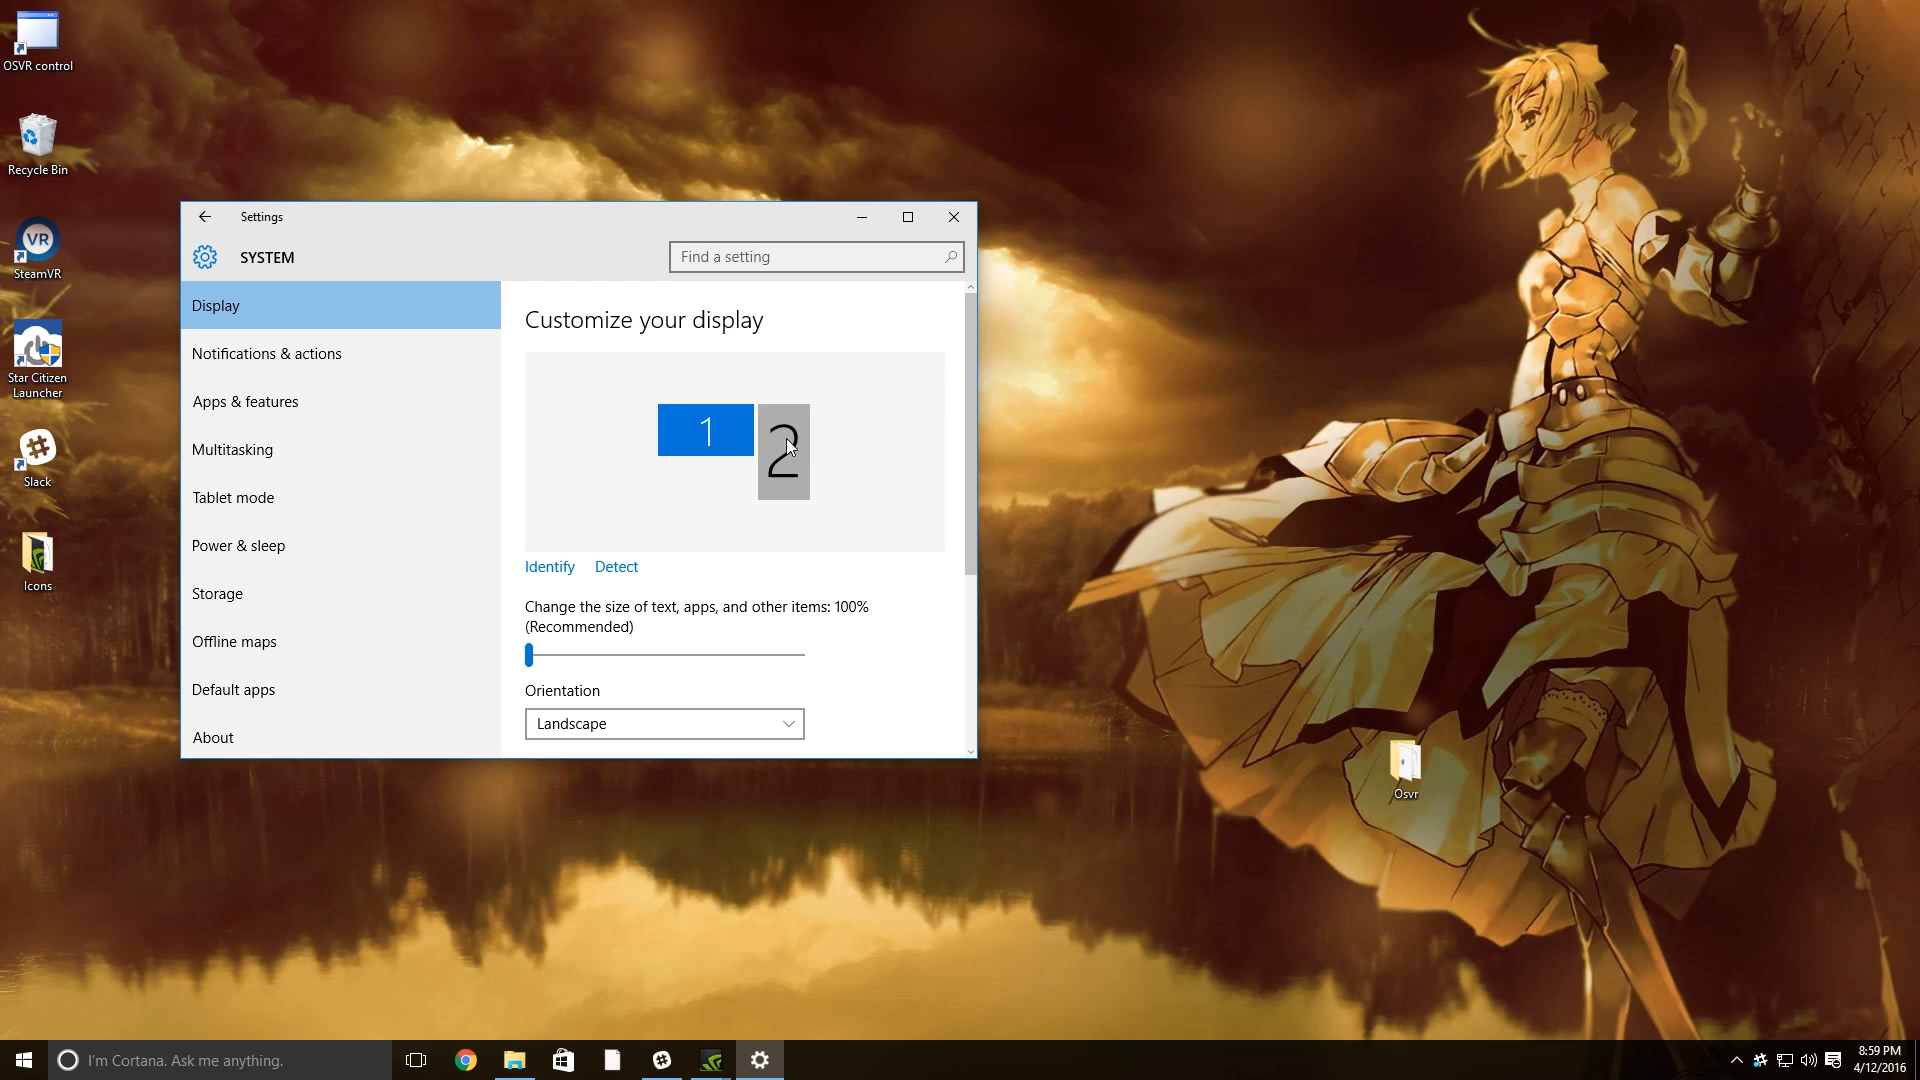 OSVR control
Recycle Bin
VR
SteamVR
Star Citizen
Launcher
Slack
Icons
Settings
SYSTEM
Find a setting
Display
Notifications & actions
Apps & features
Multitasking
Tablet mode
Power & sleep
Storage
Offline maps
Default apps
About
Customize your display
1
2
Identify Detect
Change the size of text, apps, and other items: 100%
(Recommended)
Orientation
Landscape
Osvr
I'm Cortana. Ask me anything.
8:59 PM
4/12/2016